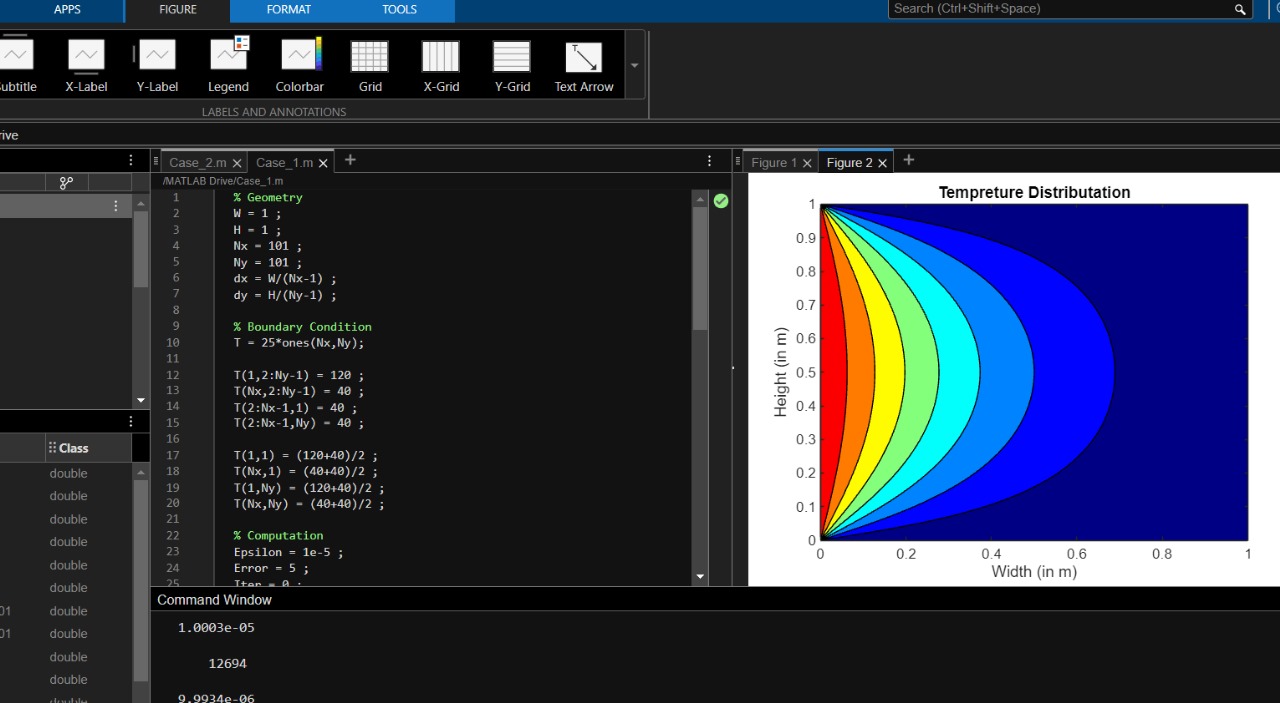 APPS FIGURE FORMAT TOOLS Search (Ctrl+Shift+Space)
ubtitle X-Label Y-Label Legend Colorbar Grid X-Grid Y-Grid Text Arrow
LABELS AND ANNOTATIONS
rive
Case_2.m Case_1.m
/MATLAB Drive/Case_1.m
1 % Geometry
2 W = 1 ;
3 H = 1 ;
4 Nx = 101 ;
5 Ny = 101 ;
6 dx = W/(Nx-1) ;
7 dy = H/(Ny-1) ;
8
9 % Boundary Condition
10 T = 25*ones(Nx,Ny);
11
12 T(1,2:Ny-1) = 120 ;
13 T(Nx,2:Ny-1) = 40 ;
14 T(2:Nx-1,1) = 40 ;
15 T(2:Nx-1,Ny) = 40 ;
16
17 T(1,1) = (120+40)/2 ;
18 T(Nx,1) = (40+40)/2 ;
19 T(1,Ny) = (120+40)/2 ;
20 T(Nx,Ny) = (40+40)/2 ;
21
22 % Computation
23 Epsilon = 1e-5 ;
24 Error = 5 ;
25 Iter = 0 ;
Class
double
double
double
double
double
double
01 double
01 double
double
double
double
Command Window
1.0003e-05
12694
9.9934e-06
Figure 1 Figure 2
Tempreture Distributation
1
0.9
0.8
0.7
0.6
0.5
0.4
0.3
0.2
0.1
0
Height (in m)
0 0.2 0.4 0.6 0.8 1
Width (in m)